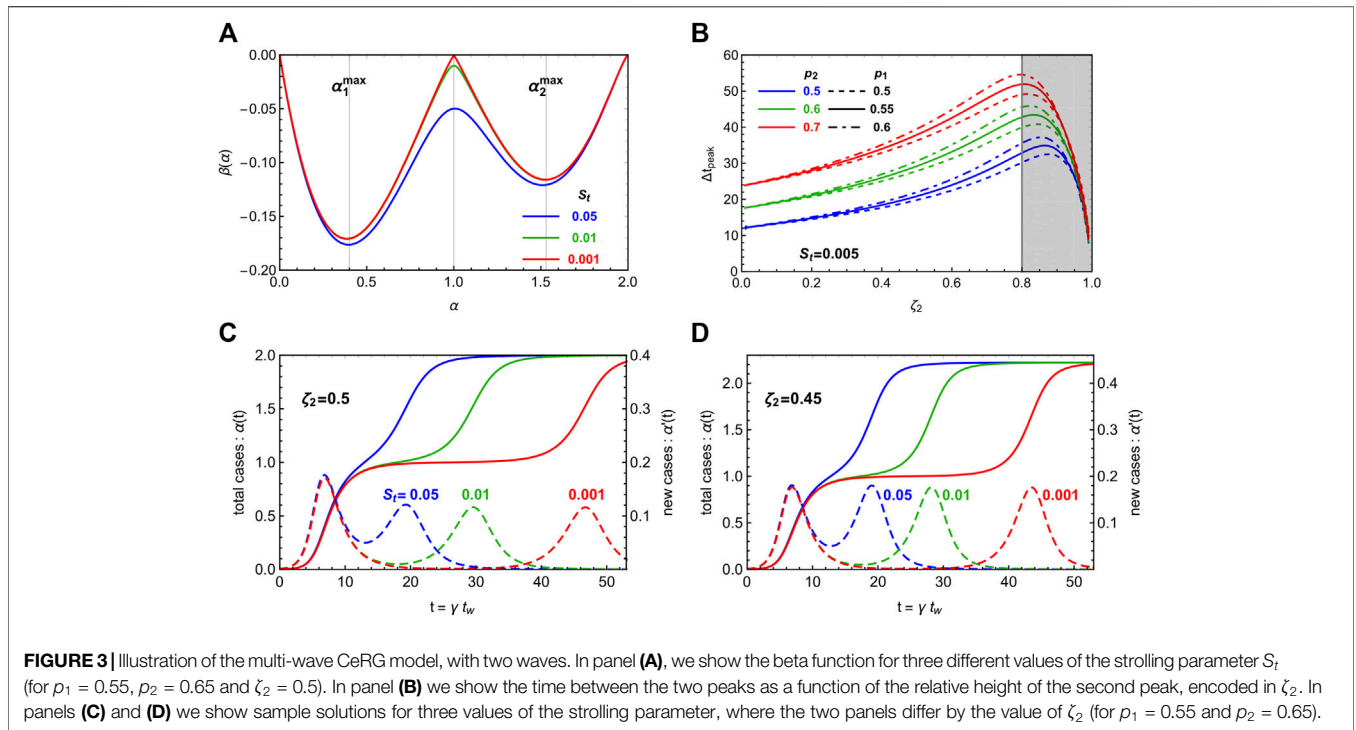 A
0.00
−0.05
−0.10
−0.15
−0.20
β(α)
α₁ᵐᵃˣ
α₂ᵐᵃˣ
Sₜ
0.05
0.01
0.001
0.0 0.5 1.0 1.5 2.0
α
B
60
50
40
30
20
10
0
Δt_peak
p₂ p₁
0.5 0.5
0.6 0.55
0.7 0.6
Sₜ=0.005
0.0 0.2 0.4 0.6 0.8 1.0
ζ₂
C
2.0
1.5
1.0
0.5
0.0
total cases : α(t)
ζ₂=0.5
Sₜ= 0.05 0.01 0.001
0.4
0.3
0.2
0.1
new cases : α'(t)
0 10 20 30 40 50
t = γ t_w
D
2.0
1.5
1.0
0.5
0.0
total cases : α(t)
ζ₂=0.45
0.05 0.01 0.001
0.4
0.3
0.2
0.1
new cases : α'(t)
0 10 20 30 40 50
t = γ t_w
FIGURE 3 | Illustration of the multi-wave CeRG model, with two waves. In panel (A), we show the beta function for three different values of the strolling parameter Sₜ
(for p₁ = 0.55, p₂ = 0.65 and ζ₂ = 0.5). In panel (B) we show the time between the two peaks as a function of the relative height of the second peak, encoded in ζ₂. In
panels (C) and (D) we show sample solutions for three values of the strolling parameter, where the two panels differ by the value of ζ₂ (for p₁ = 0.55 and p₂ = 0.65).